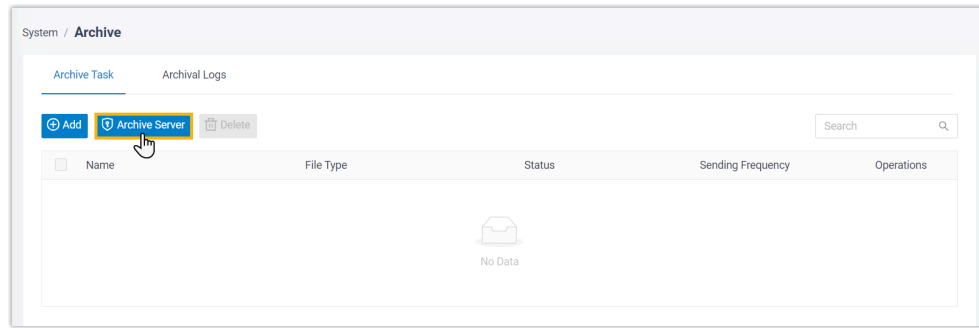 System / Archive
Archive Task Archival Logs
Add Archive Server Delete Search
Name File Type Status Sending Frequency Operations
No Data